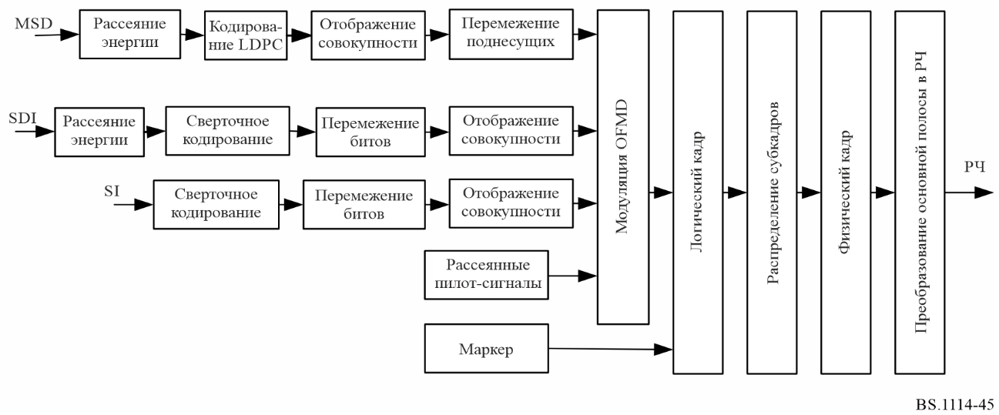 MSD
Рассеяние
энергии
Кодирова-
ние LDPC
Отображение
совокупности
Перемежение
поднесущих
SDI
Рассеяние
энергии
Сверточное
кодирование
Перемежение
битов
Отображение
совокупности
SI
Сверточное
кодирование
Перемежение
битов
Отображение
совокупности
Рассеянные
пилот-сигналы
Маркер
Модуляция OFMD
Логический кадр
Распределение субкадров
Физический кадр
Преобразование основной полосы в РЧ
РЧ
BS.1114-45